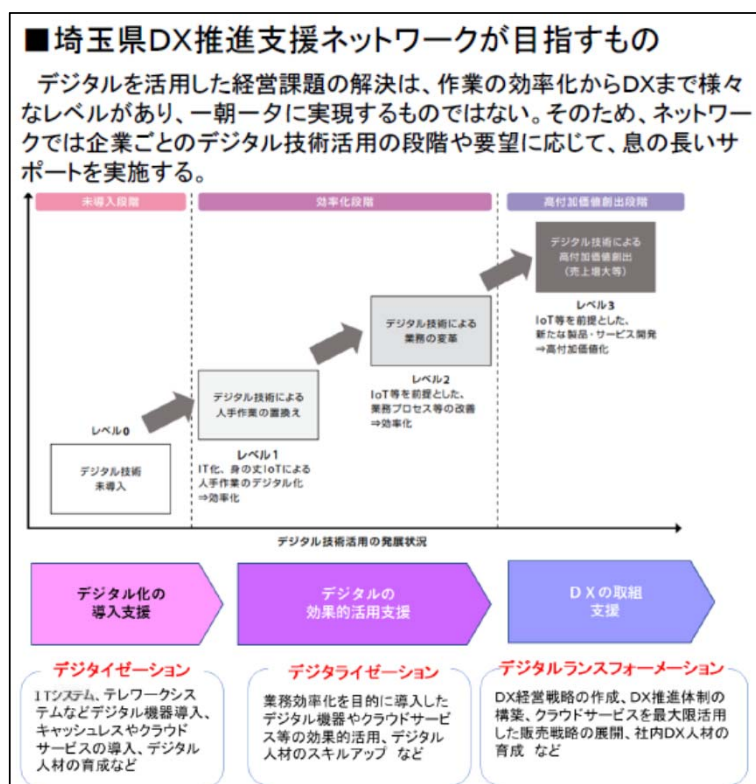 ■埼玉県DX推進支援ネットワークが目指すもの
デジタルを活用した経営課題の解決は、作業の効率化からDXまで様々
なレベルがあり、一朝一夕に実現するものではない。そのため、ネットワー
クでは企業ごとのデジタル技術活用の段階や要望に応じて、息の長いサ
ポートを実施する。
未導入段階
効率化段階
高付加価値創出段階
デジタル技術による
高付加価値創出
(売上増大等)
レベル3
IoT等を前提とした、
新たな製品・サービス開発
⇒高付加価値化
デジタル技術による
業務の変革
レベル2
IoT等を前提とした、
業務プロセス等の改善
⇒効率化
デジタル技術による
人手作業の置換え
レベル1
IT化、身の丈IoTによる
人手作業のデジタル化
⇒効率化
レベル0
デジタル技術
未導入
デジタル技術活用の発展状況
デジタル化の
導入支援
デジタルの
効果的活用支援
DXの取組
支援
デジタイゼーション
ITシステム、テレワークシス
テムなどデジタル機器導入、
キャッシュレスやクラウド
サービスの導入、デジタル
人材の育成など
デジタライゼーション
業務効率化を目的に導入した
デジタル機器やクラウドサービ
ス等の効果的活用、デジタル
人材のスキルアップ など
デジタルランスフォーメーション
DX経営戦略の作成、DX推進体制の
構築、クラウドサービスを最大限活用
した販売戦略の展開、社内DX人材の
育成 など